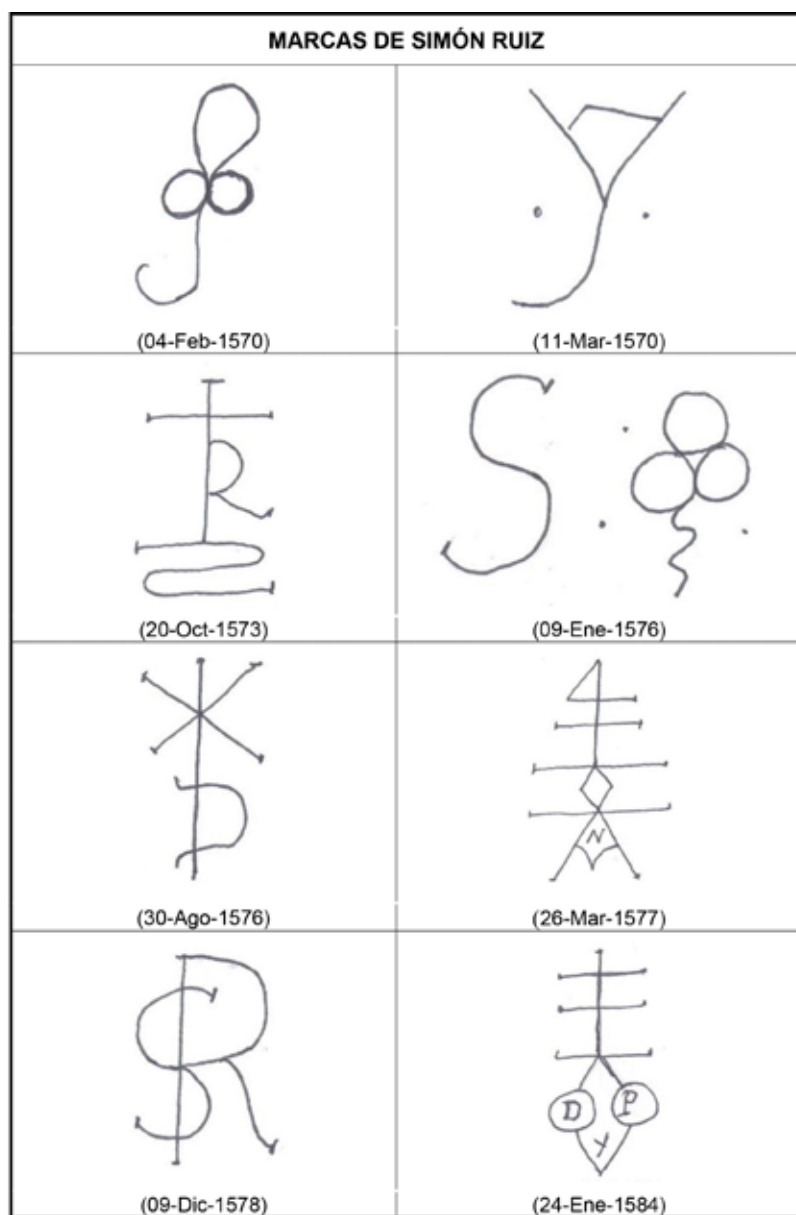 MARCAS DE SIMÓN RUIZ
(04-Feb-1570)
(11-Mar-1570)
R
(20-Oct-1573)
S
(09-Ene-1576)
(30-Ago-1576)
N
(26-Mar-1577)
SR
(09-Dic-1578)
D P
Y
(24-Ene-1584)